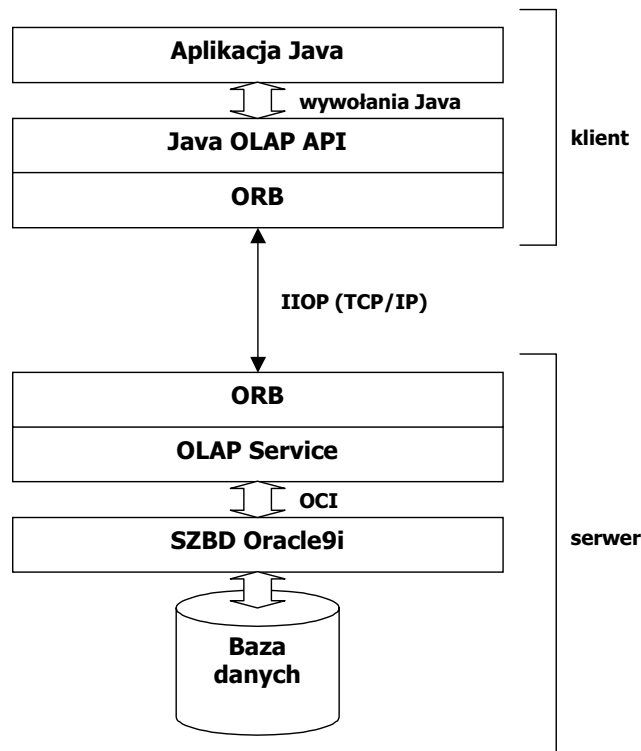 Aplikacja Java
wywołania Java
Java OLAP API
klient
ORB
IIOP (TCP/IP)
ORB
OLAP Service
OCI
SZBD Oracle9i
serwer
Baza
danych